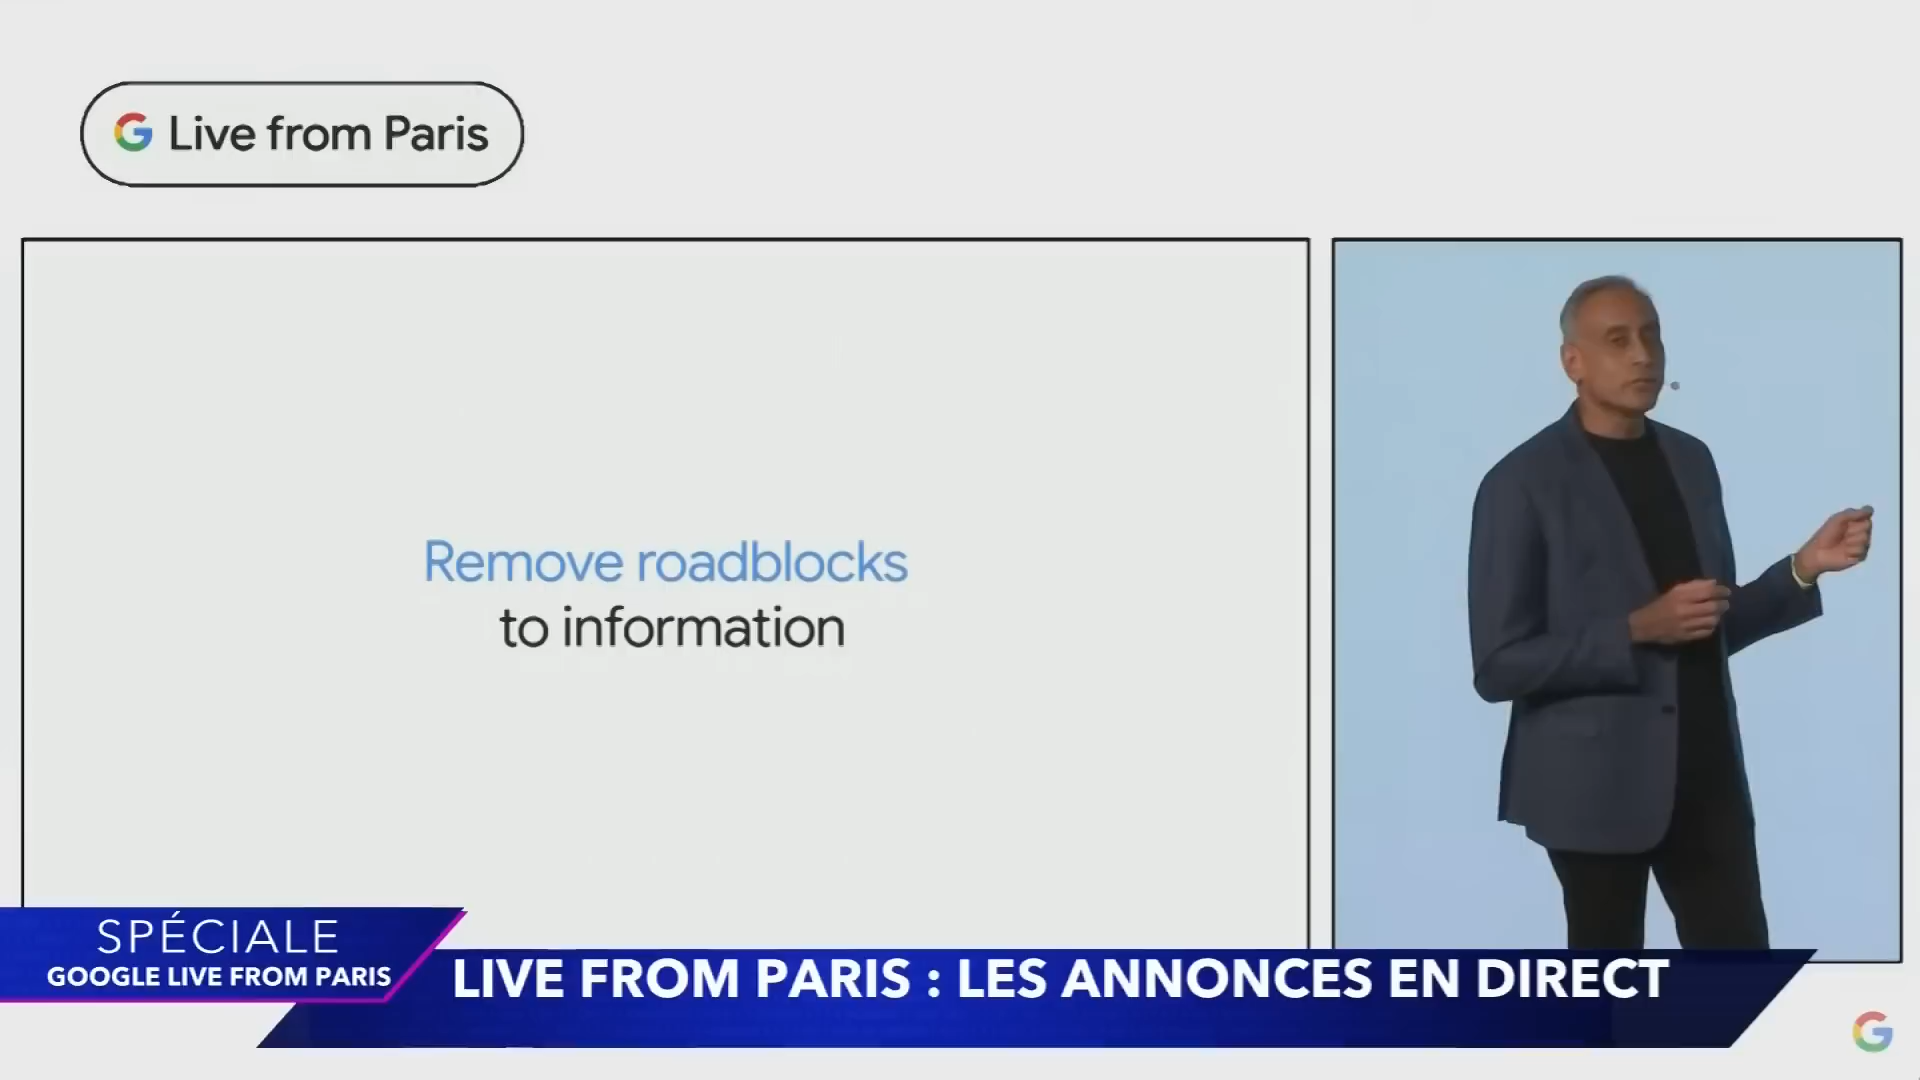 Live from Paris
Remove roadblocks
to information
SPÉCIALE
GOOGLE LIVE FROM PARIS
LIVE FROM PARIS : LES ANNONCES EN DIRECT